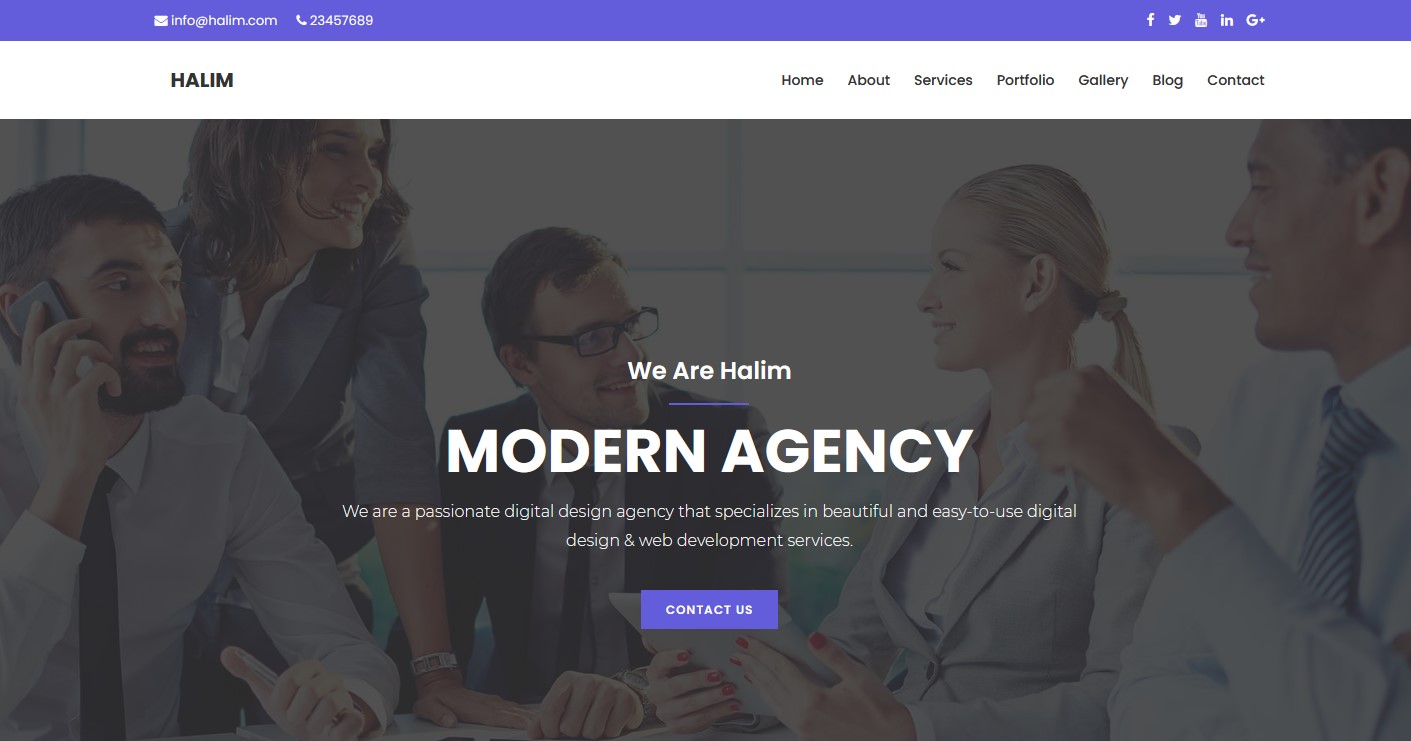 info@halim.com 23457689
HALIM
Home About Services Portfolio Gallery Blog Contact
We Are Halim
MODERN AGENCY
We are a passionate digital design agency that specializes in beautiful and easy-to-use digital
design & web development services.
CONTACT US